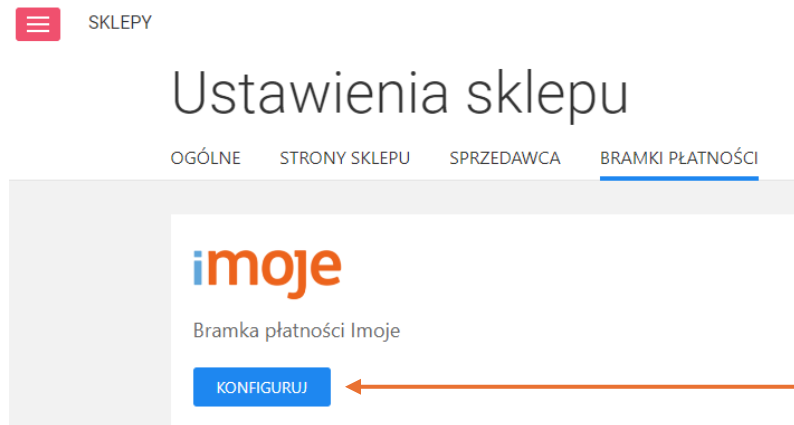 SKLEPY
Ustawienia sklepu
OGÓLNE STRONY SKLEPU SPRZEDAWCA BRAMKI PŁATNOŚCI
imoje
Bramka płatności Imoje
KONFIGURUJ